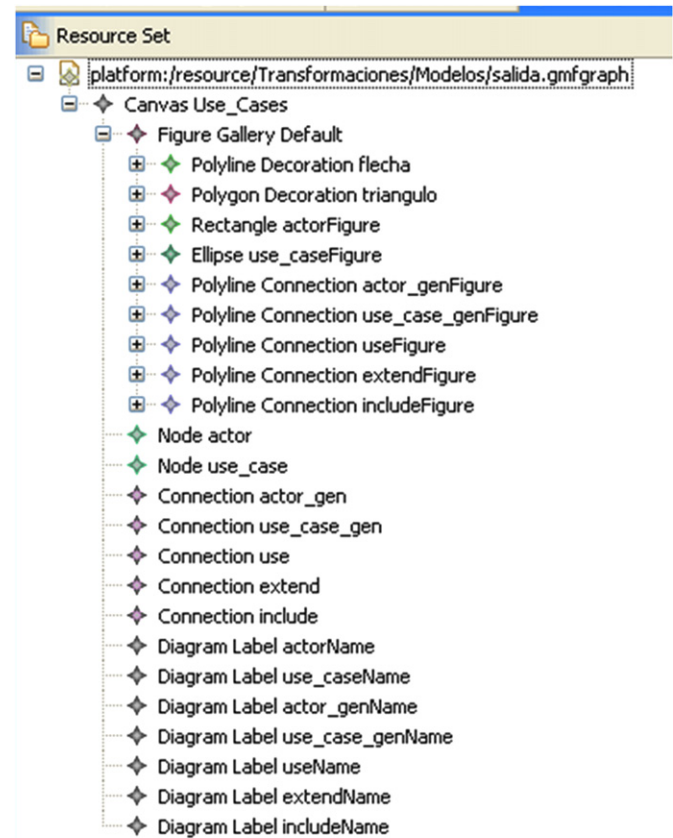 Resource Set
platform:/resource/Transformaciones/Modelos/salida.gmfgraph
Canvas Use_Cases
Figure Gallery Default
Polyline Decoration flecha
Polygon Decoration triangulo
Rectangle actorFigure
Ellipse use_caseFigure
Polyline Connection actor_genFigure
Polyline Connection use_case_genFigure
Polyline Connection useFigure
Polyline Connection extendFigure
Polyline Connection includeFigure
Node actor
Node use_case
Connection actor_gen
Connection use_case_gen
Connection use
Connection extend
Connection include
Diagram Label actorName
Diagram Label use_caseName
Diagram Label actor_genName
Diagram Label use_case_genName
Diagram Label useName
Diagram Label extendName
Diagram Label includeName